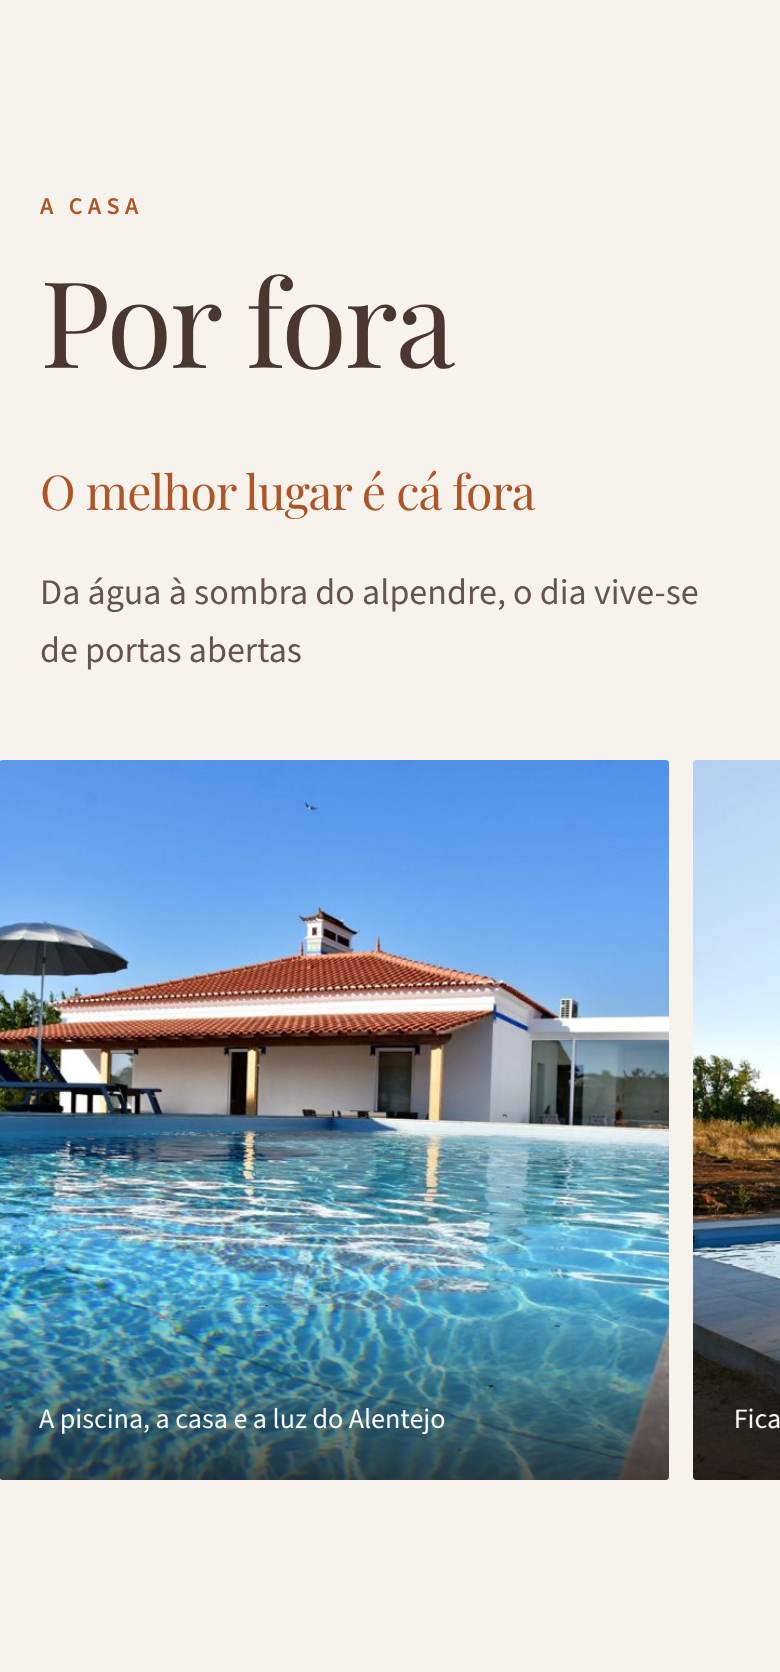 A CASA
Por fora
O melhor lugar é cá fora
Da água à sombra do alpendre, o dia vive-se
de portas abertas
A piscina, a casa e a luz do Alentejo
Fica